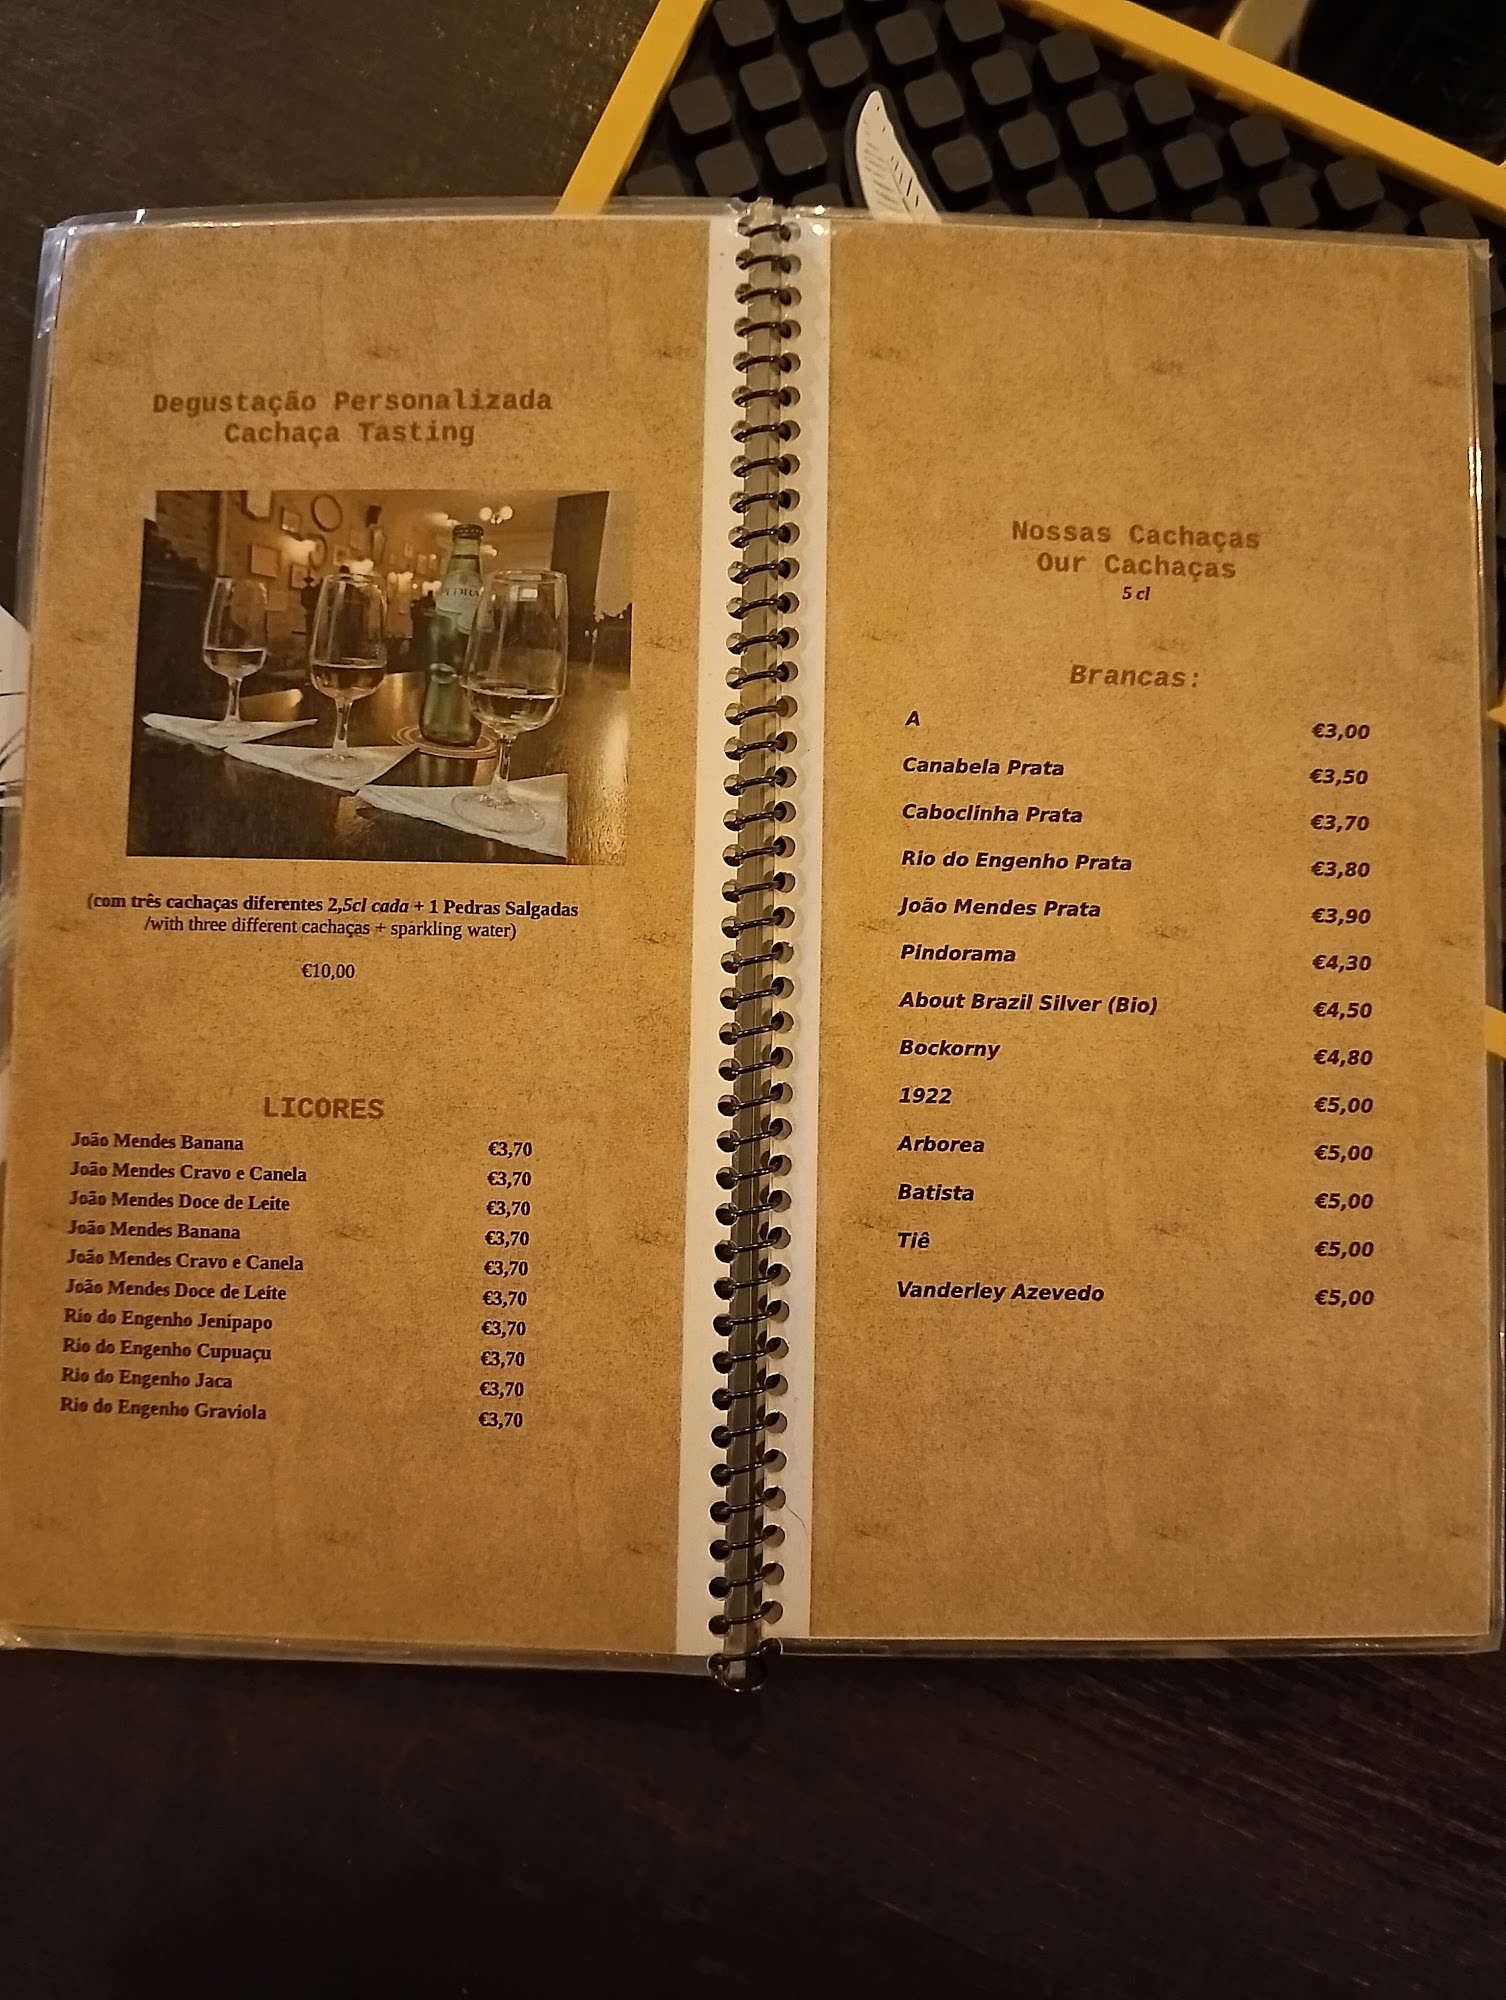 Degustação Personalizada
Cachaça Tasting
PEDRA
(com três cachaças diferentes 2,5cl cada + 1 Pedras Salgadas
/with three different cachaças + sparkling water)
€10,00
LICORES
João Mendes Banana €3,70
João Mendes Cravo e Canela €3,70
João Mendes Doce de Leite €3,70
João Mendes Banana €3,70
João Mendes Cravo e Canela €3,70
João Mendes Doce de Leite €3,70
Rio do Engenho Jenipapo €3,70
Rio do Engenho Cupuaçu €3,70
Rio do Engenho Jaca €3,70
Rio do Engenho Graviola €3,70
Nossas Cachaças
Our Cachaças
5 cl
Brancas:
A €3,00
Canabela Prata €3,50
Caboclinha Prata €3,70
Rio do Engenho Prata €3,80
João Mendes Prata €3,90
Pindorama €4,30
About Brazil Silver (Bio) €4,50
Bockorny €4,80
1922 €5,00
Arborea €5,00
Batista €5,00
Tiê €5,00
Vanderley Azevedo €5,00